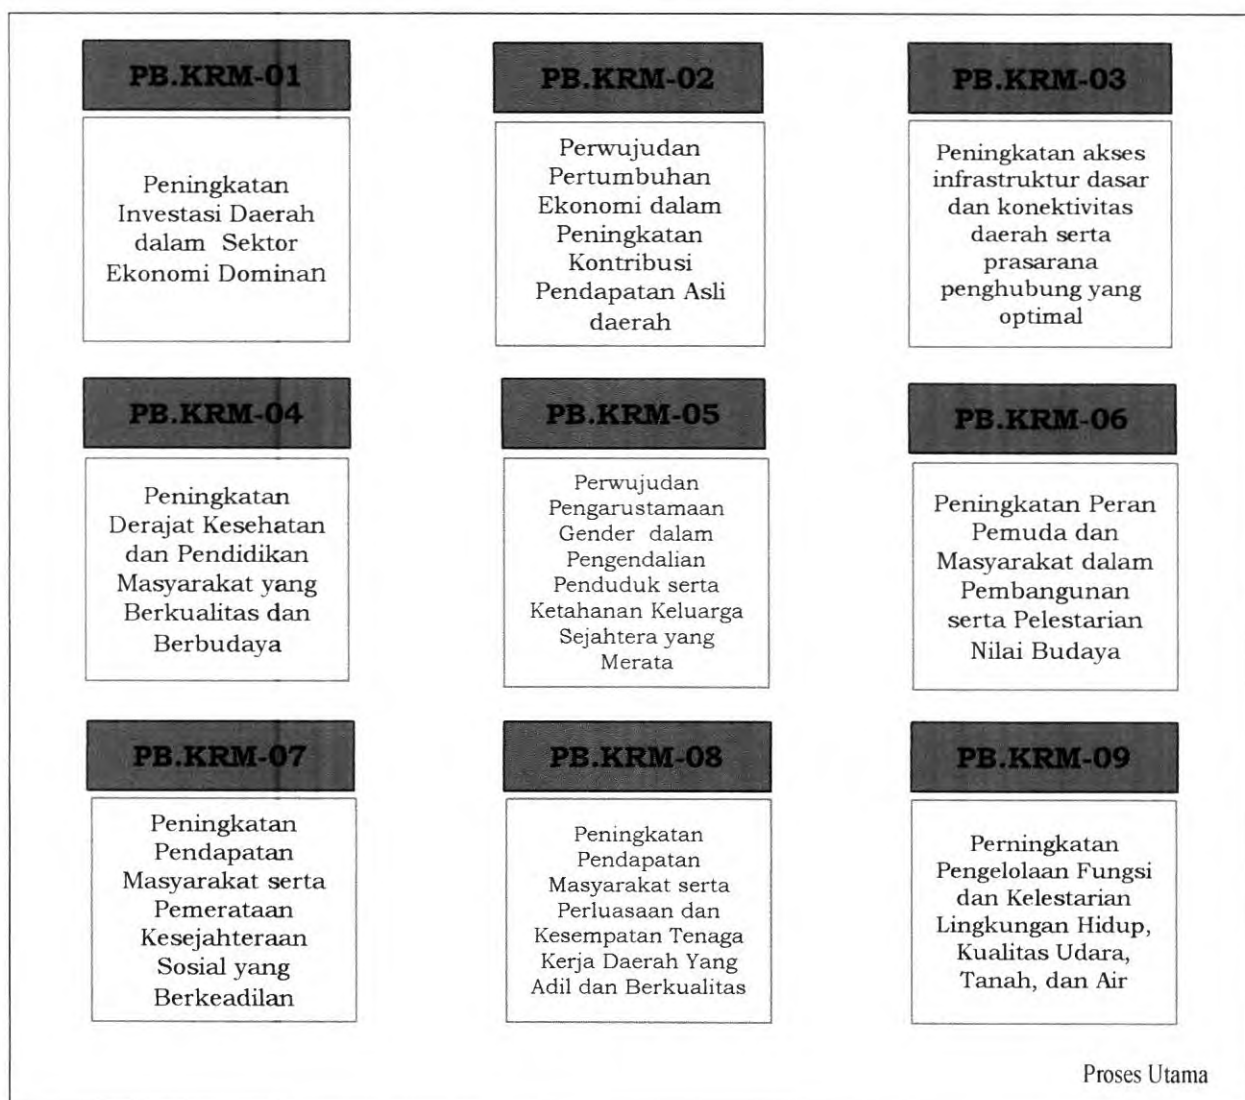 PB.KRM-01
Peningkatan
Investasi Daerah
dalam Sektor
Ekonomi Dominan
PB.KRM-02
Perwujudan
Pertumbuhan
Ekonomi dalam
Peningkatan
Kontribusi
Pendapatan Asli
daerah
PB.KRM-03
Peningkatan akses
infrastruktur dasar
dan konektivitas
daerah serta
prasarana
penghubung yang
optimal
PB.KRM-04
Peningkatan
Derajat Kesehatan
dan Pendidikan
Masyarakat yang
Berkualitas dan
Berbudaya
PB.KRM-05
Perwujudan
Pengarustamaan
Gender dalam
Pengendalian
Penduduk serta
Ketahanan Keluarga
Sejahtera yang
Merata
PB.KRM-06
Peningkatan Peran
Pemuda dan
Masyarakat dalam
Pembangunan
serta Pelestarian
Nilai Budaya
PB.KRM-07
Peningkatan
Pendapatan
Masyarakat serta
Pemerataan
Kesejahteraan
Sosial yang
Berkeadilan
PB.KRM-08
Peningkatan
Pendapatan
Masyarakat serta
Perluasaan dan
Kesempatan Tenaga
Kerja Daerah Yang
Adil dan Berkualitas
PB.KRM-09
Perningkatan
Pengelolaan Fungsi
dan Kelestarian
Lingkungan Hidup,
Kualitas Udara,
Tanah, dan Air
Proses Utama